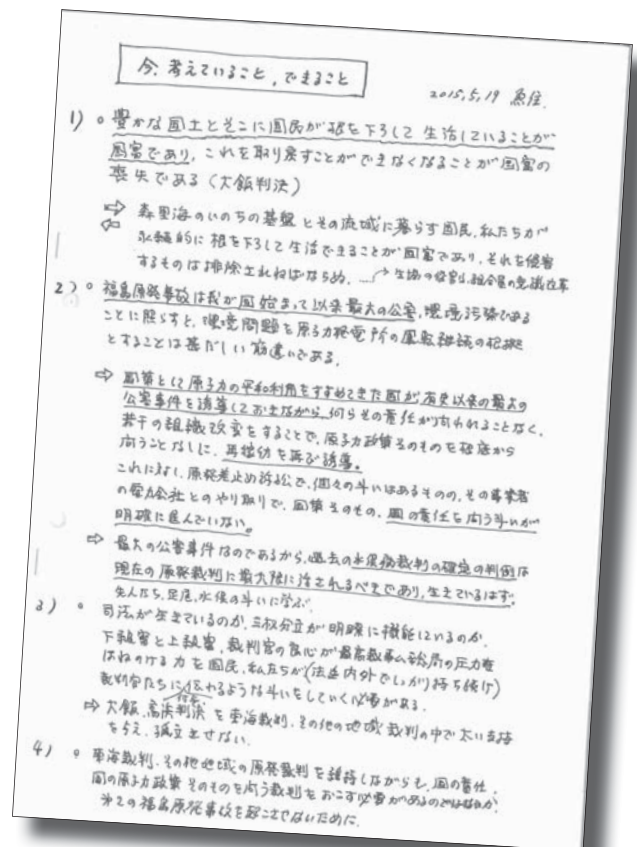 今、考えていること、できること
2015.5.19 魚住
1) ○ 豊かな国土とそこに国民が根を下ろして生活していることが
国富であり、これを取り戻すことができなくなることが国富の
喪失である(大飯判決)
⇨ 森里海のいのちの基盤とその流域に暮らす国民、私たちが
⇦ 永続的に根を下ろして生活できることが国富であり、それを侵害
するものは排除されねばならぬ。……→生協の役割、組合員の意識改革
2) ○ 福島原発事故は我が国始まって以来最大の公害、環境汚染である
ことに照らすと、環境問題を原子力発電所の運転継続の根拠
とすることは甚だしい筋違いである。
⇨ 国策として原子力の平和利用をすすめてきた国が、有史以来の最大の
公害事件を誘導しておきながら、何らその責任が問われることなく、
若干の組織改変をすることで、原子力政策そのものを根底から
問うことなしに、再稼働を再び誘導。
これに対し、原発差止め訴訟で、個々の斗いはあるものの、その事業者
の電力会社とのやり取りで、国策そのもの、国の責任を問う斗いが
明確に進んでいない。
⇨ 最大の公害事件なのであるから、過去の水俣病裁判の確定の判例は
現在の原発裁判に最大限に活されるべきであり、生きているはず。
先人たち、足尾、水俣の斗いに学ぶ。
3) ○ 司法が生きているのか、三权分立が明瞭に機能しているのか、
下級審と上級審、裁判官の良心が最高裁事ム総局の圧力を
はねのける力を国民、私たちが(法廷内外でしっかり)持ち続け
裁判官たちに伝わるような斗いをしていく必要がある。
⇨ 大飯、高浜判決を東海裁判、その他の地域裁判の中で太い支持
を与え、孤立させない。
4) ○ 東海裁判、その他地域の原発裁判を維持しながらも、国の責任、
国の原子力政策そのものを問う裁判をおこす必要があるのではないか。
第2の福島原発事故を起こさせないために。